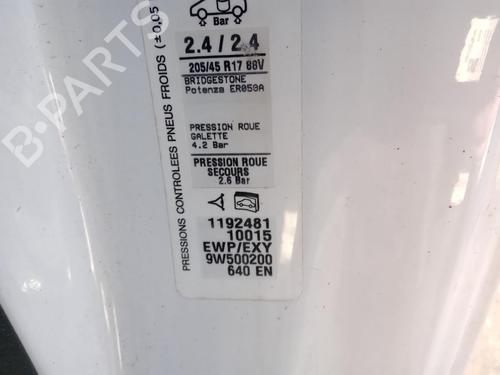 PRESSIONS CONTROLEES PNEUS FROIDS (±0,05
Bar
2.4 / 2.4
205/45 R17 88V
BRIDGESTONE
Potenza ER050A
PRESSION ROUE
GALETTE
4.2 Bar
PRESSION ROUE
SECOURS
2.6 Bar
1192481
10015
EWP/EXY
9W500200
640 EN
B-PARTS